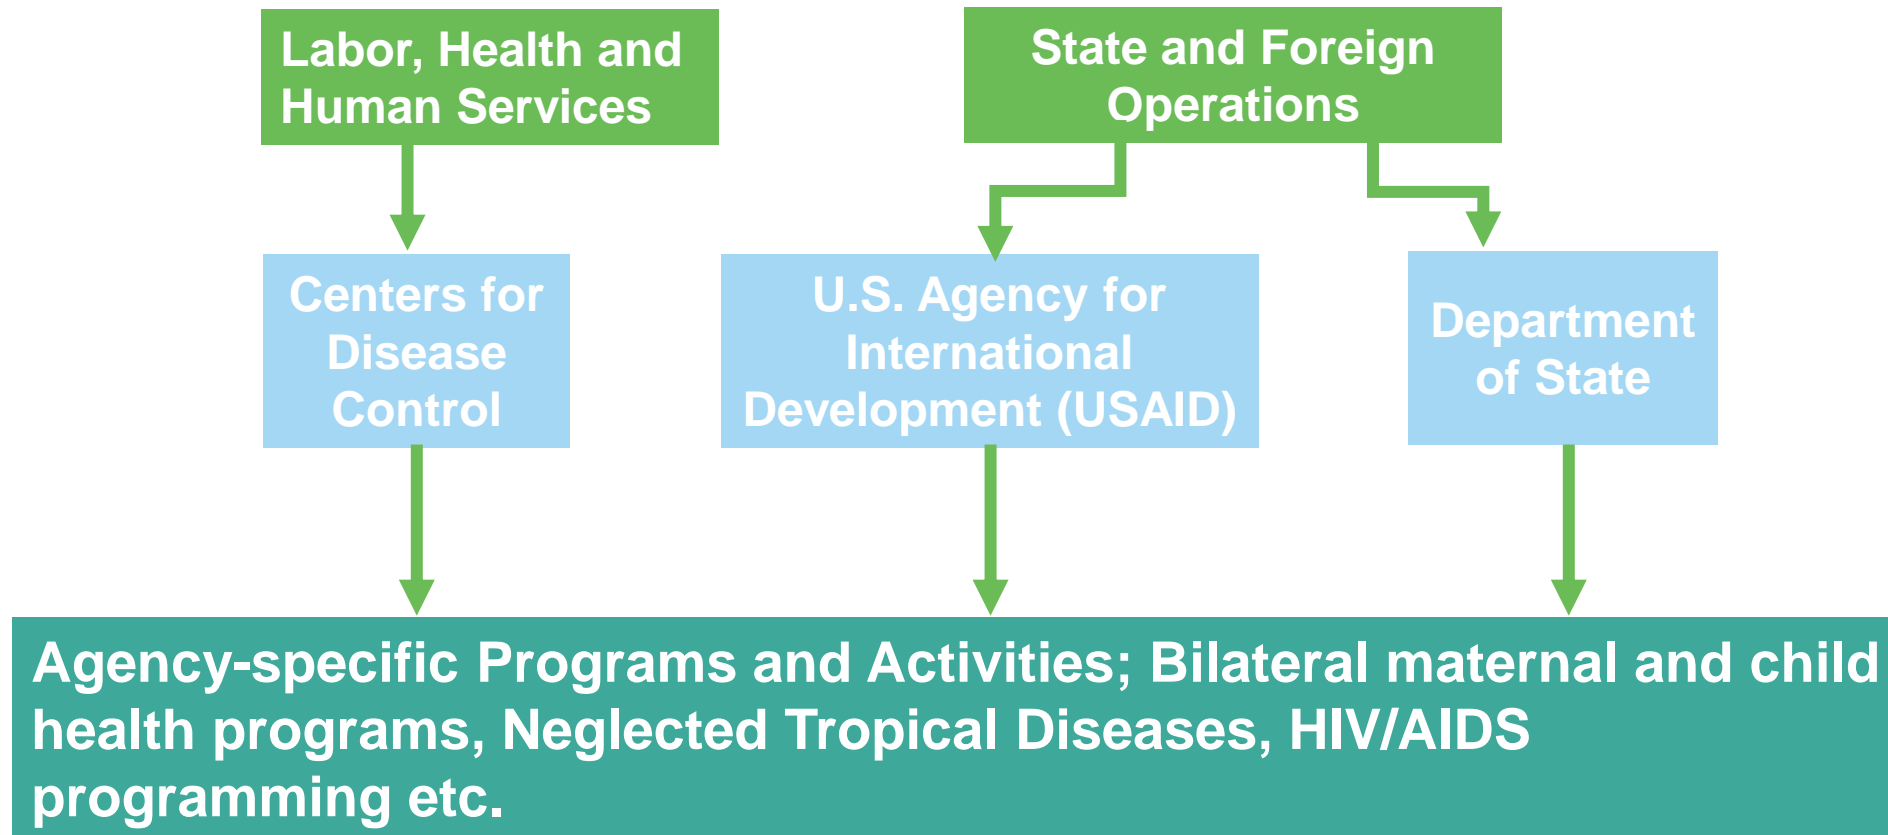 Labor, Health and
Human Services
State and Foreign
Operations
Centers for
Disease
Control
U.S. Agency for
International
Development (USAID)
Department
of State
Agency-specific Programs and Activities; Bilateral maternal and child
health programs, Neglected Tropical Diseases, HIV/AIDS
programming etc.